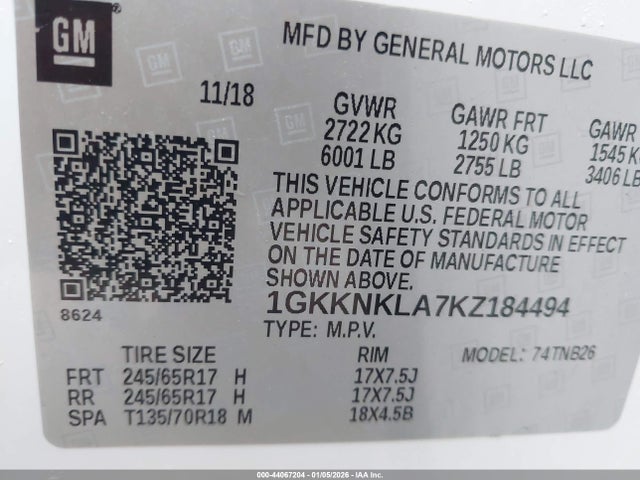 GM
MFD BY GENERAL MOTORS LLC
11/18
GVWR GAWR FRT GAWR
2722 KG 1250 KG 1545 KG
6001 LB 2755 LB 3406 LB
THIS VEHICLE CONFORMS TO ALL
APPLICABLE U.S. FEDERAL MOTOR
VEHICLE SAFETY STANDARDS IN EFFECT
ON THE DATE OF MANUFACTURE
SHOWN ABOVE.
8624
1GKKNKLA7KZ184494
TYPE: M.P.V.
TIRE SIZE RIM MODEL: 74TNB26
FRT 245/65R17 H 17X7.5J
RR 245/65R17 H 17X7.5J
SPA T135/70R18 M 18X4.5B
000-44067204 - 01/05/2026 - IAAI, Inc.